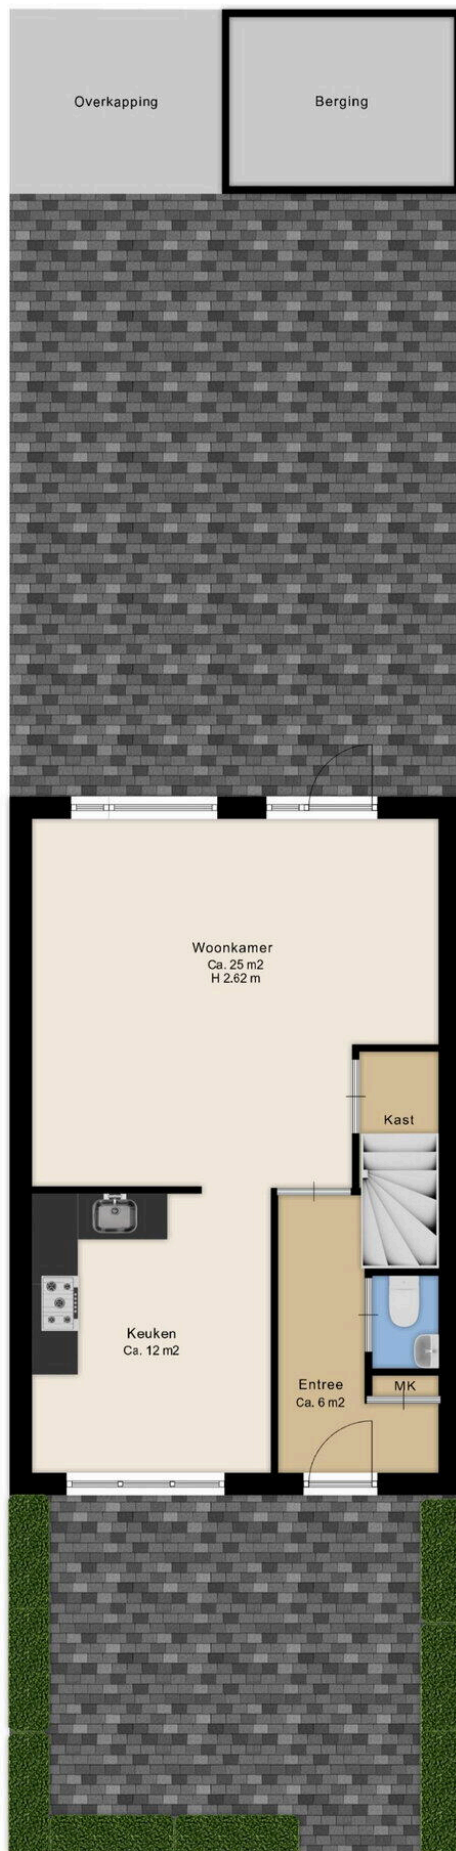 Overkapping
Berging
Woonkamer
Ca. 25 m2
H 2.62 m
Kast
Keuken
Ca. 12 m2
Entree
Ca. 6 m2
MK